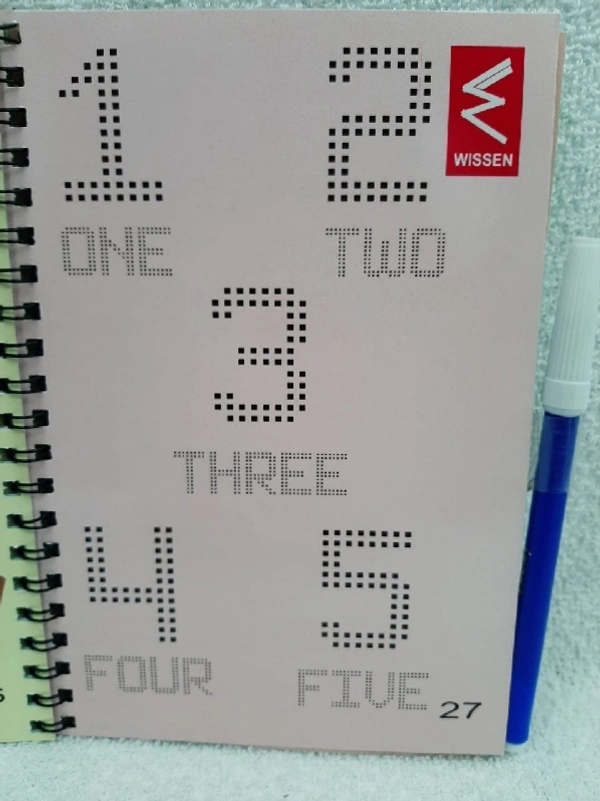 1 2
WISSEN
ONE TWO
3
THREE
4 5
FOUR FIVE
27